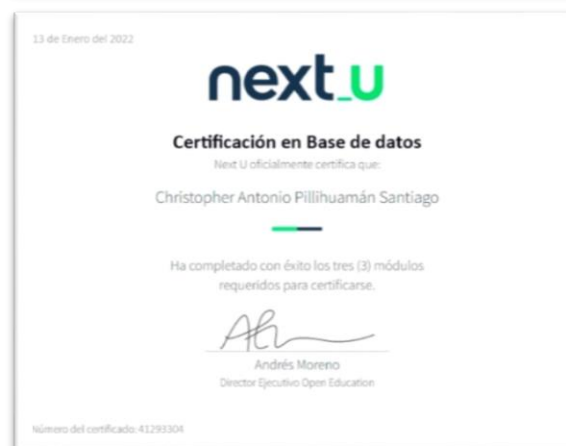 13 de Enero del 2022
next_u
Certificación en Base de datos
Next U oficialmente certifica que:
Christopher Antonio Pillihuamán Santiago
Ha completado con éxito los tres (3) módulos
requeridos para certificarse.
Andrés Moreno
Director Ejecutivo Open Education
Número del certificado: 41293304